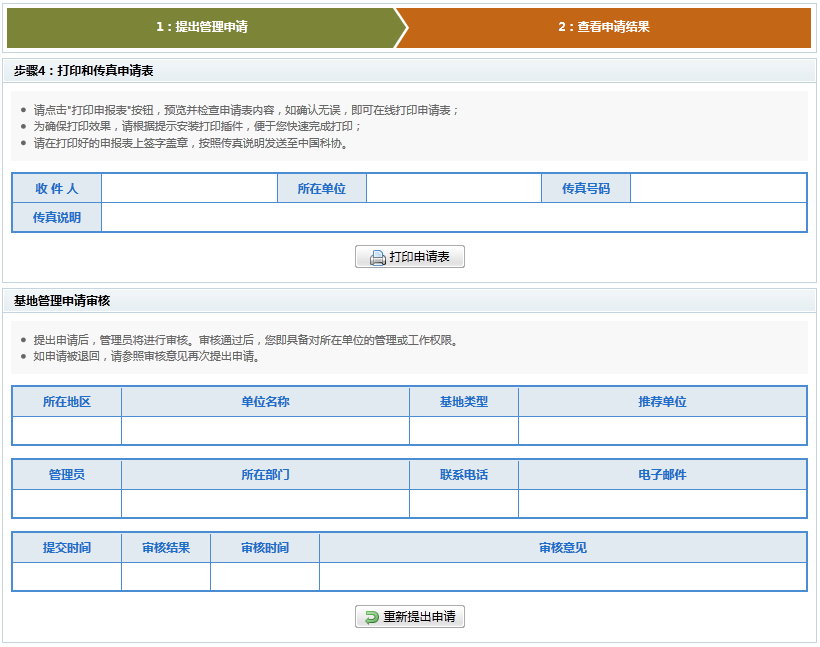 1：提出管理申请
2：查看申请结果
步骤4：打印和传真申请表
请点击"打印申报表"按钮，预览并检查申请表内容，如确认无误，即可在线打印申请表；
为确保打印效果，请根据提示安装打印插件，便于您快速完成打印；
请在打印好的申报表上签字盖章，按照传真说明发送至中国科协。
收 件 人 所在单位 传真号码
传真说明
打印申请表
基地管理申请审核
提出申请后，管理员将进行审核。审核通过后，您即具备对所在单位的管理或工作权限。
如申请被退回，请参照审核意见再次提出申请。
所在地区 单位名称 基地类型 推荐单位
管理员 所在部门 联系电话 电子邮件
提交时间 审核结果 审核时间 审核意见
重新提出申请